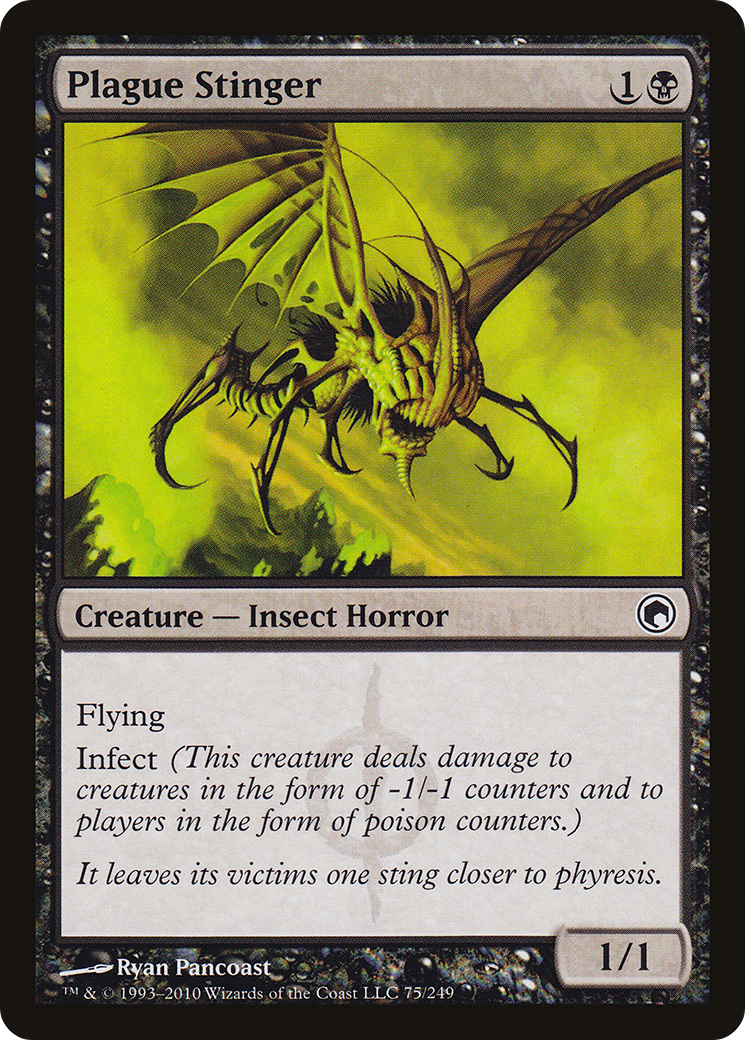 Plague Stinger 1
Creature — Insect Horror
Flying
Infect (This creature deals damage to
creatures in the form of -1/-1 counters and to
players in the form of poison counters.)
It leaves its victims one sting closer to phyresis.
1/1
Ryan Pancoast
™ & © 1993–2010 Wizards of the Coast LLC 75/249